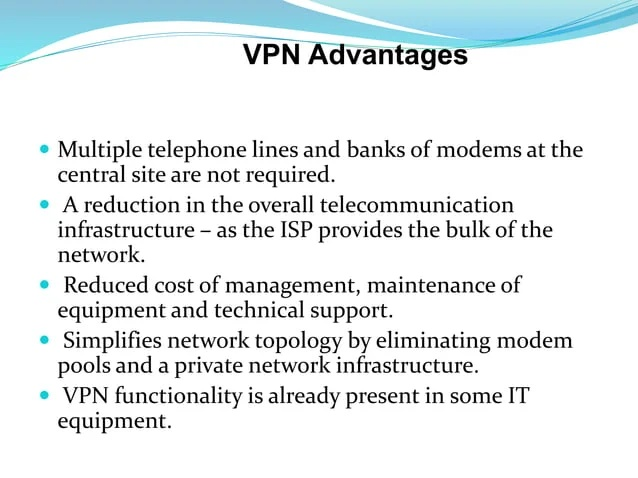 VPN Advantages
• Multiple telephone lines and banks of modems at the
central site are not required.
• A reduction in the overall telecommunication
infrastructure – as the ISP provides the bulk of the
network.
• Reduced cost of management, maintenance of
equipment and technical support.
• Simplifies network topology by eliminating modem
pools and a private network infrastructure.
• VPN functionality is already present in some IT
equipment.